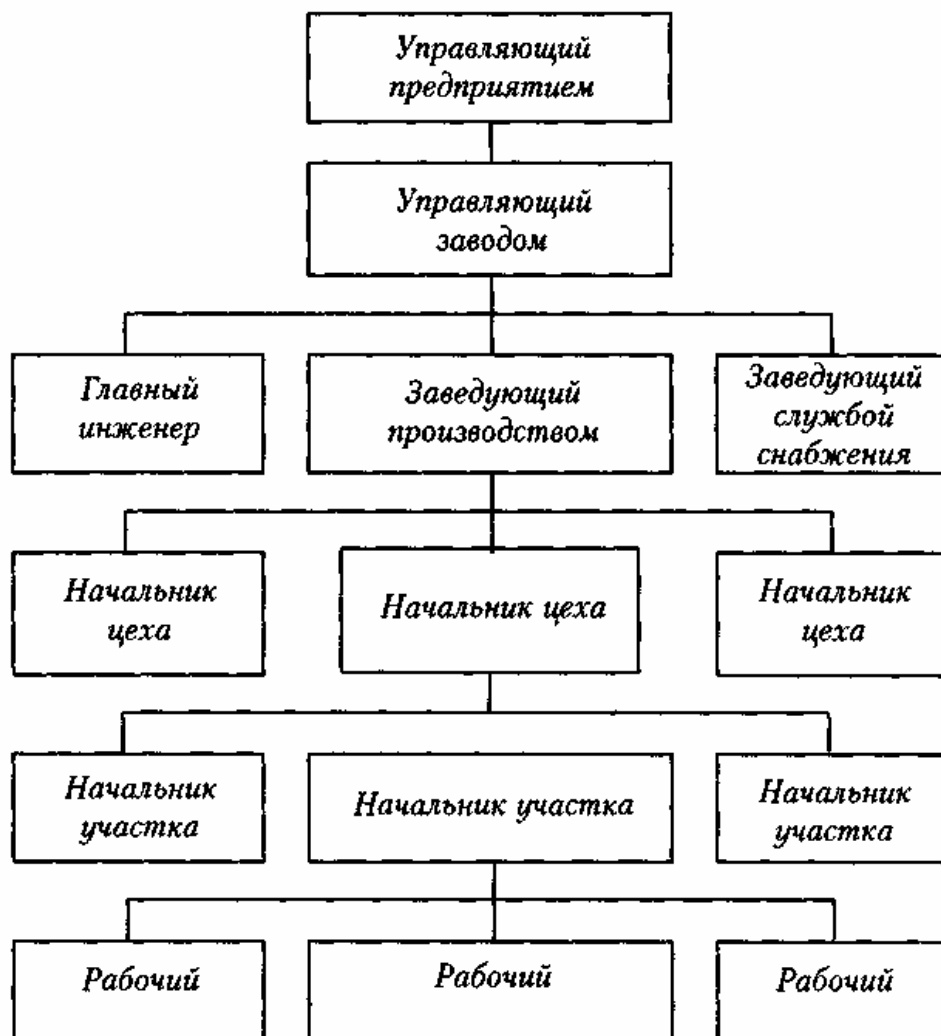 Управляющий
предприятием
Управляющий
заводом
Главный
инженер
Заведующий
производством
Заведующий
службой
снабжения
Начальник
цеха
Начальник цеха
Начальник
цеха
Начальник
участка
Начальник участка
Начальник
участка
Рабочий
Рабочий
Рабочий